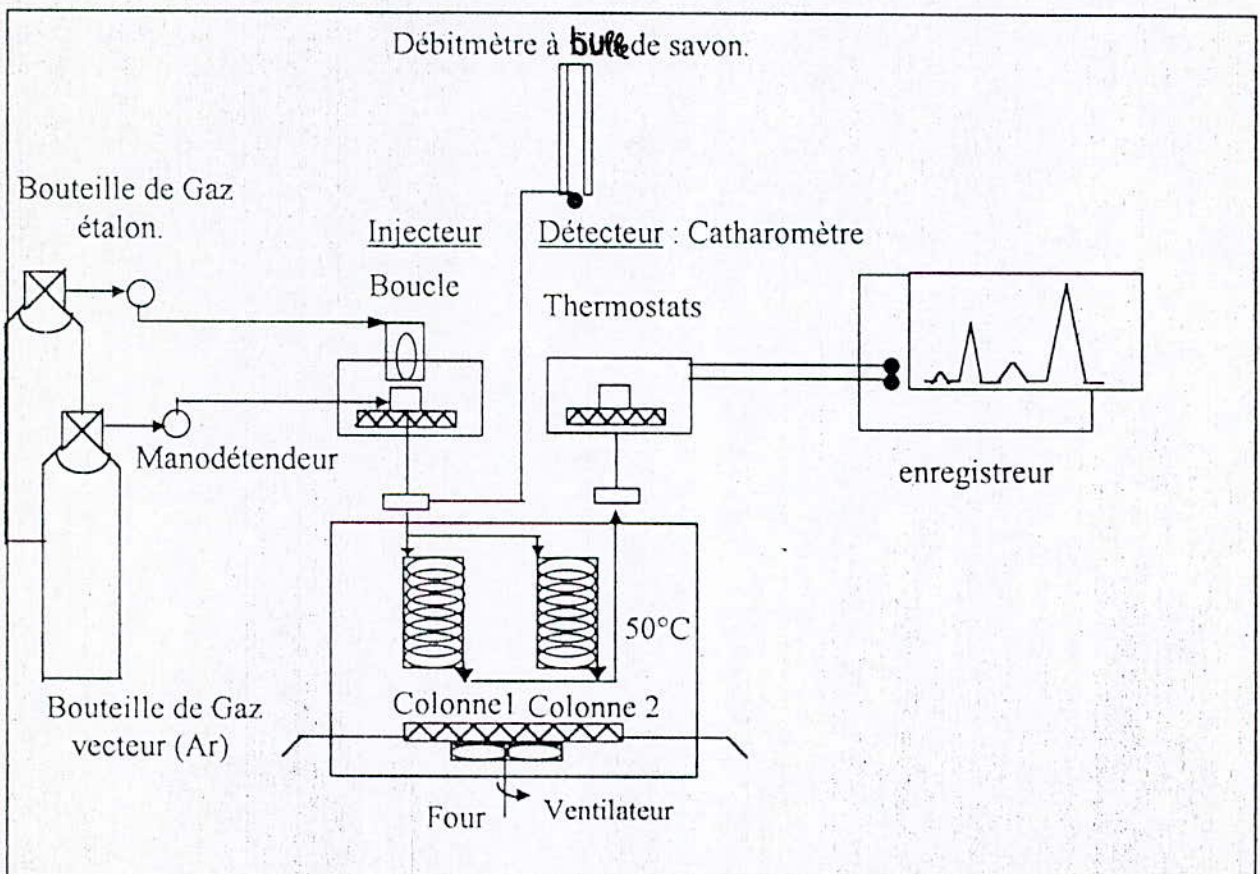 Débitmètre à bulle de savon.
Bouteille de Gaz
étalon.
Injecteur
Boucle
Détecteur : Catharomètre
Thermostats
Manodétendeur
enregistreur
50°C
Colonne1
Colonne 2
Bouteille de Gaz
vecteur (Ar)
Four
Ventilateur